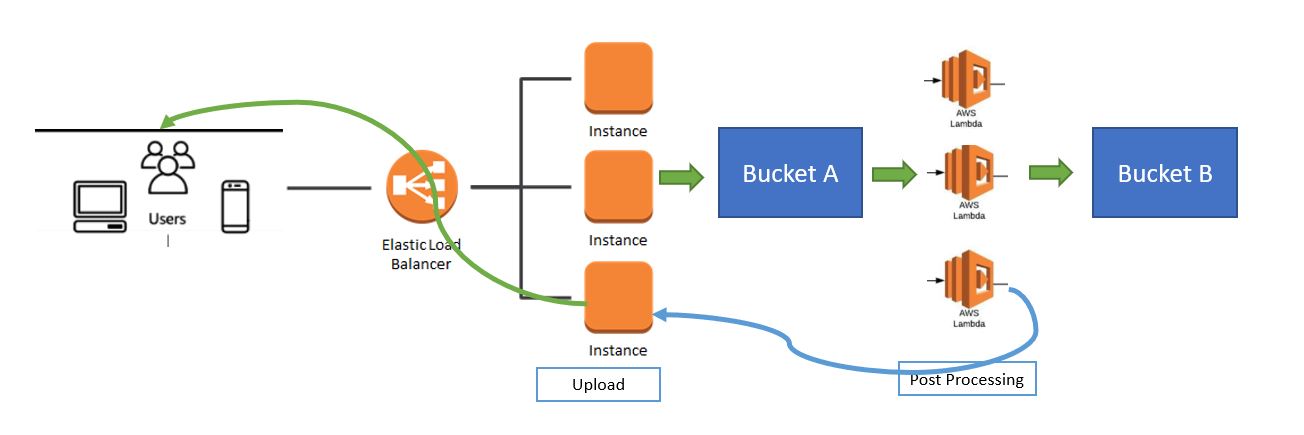 Users
Elastic Load
Balancer
Instance
Instance
Instance
Upload
Bucket A
AWS
Lambda
AWS
Lambda
AWS
Lambda
Post Processing
Bucket B